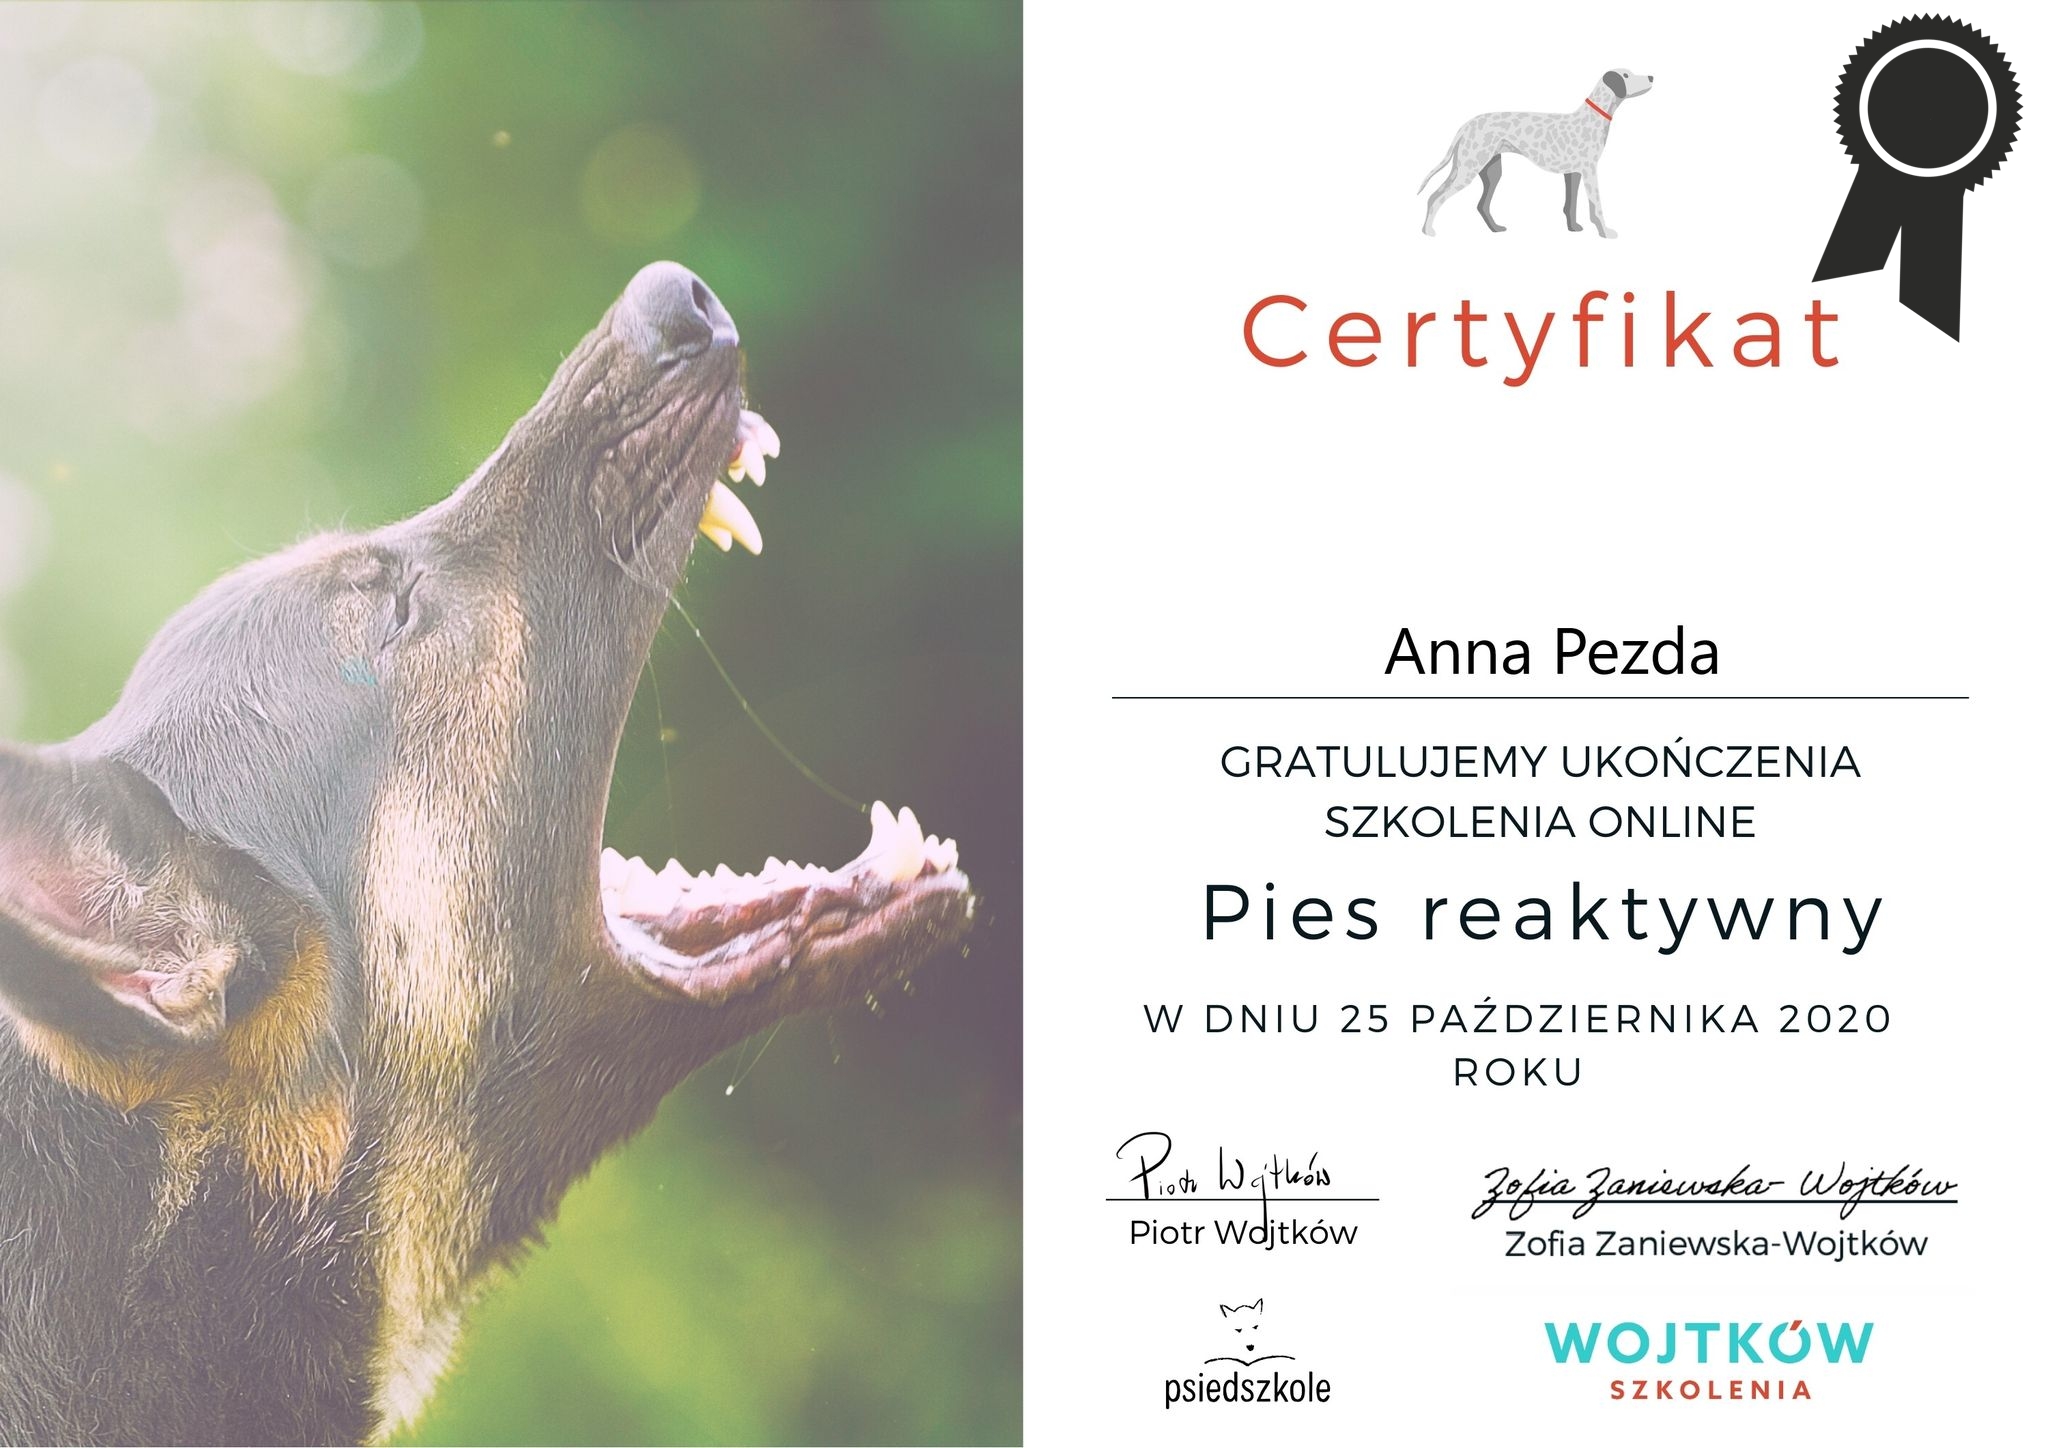 Certyfikat
Anna Pezda
GRATULUJEMY UKOŃCZENIA
SZKOLENIA ONLINE
Pies reaktywny
W DNIU 25 PAŹDZIERNIKA 2020
ROKU
Piotr Wojtków
Zofia Zaniewska-Wojtków
Piotr Wojtków
Zofia Zaniewska-Wojtków
psiedszkole
WOJTKÓW
SZKOLENIA